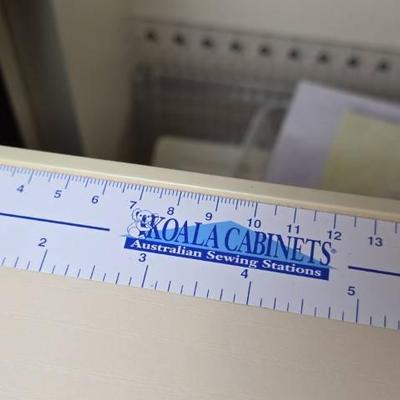 4 5 6 7 8 9 10 11 12 13
KOALA CABINETS®
Australian Sewing Stations
2 3 4 5